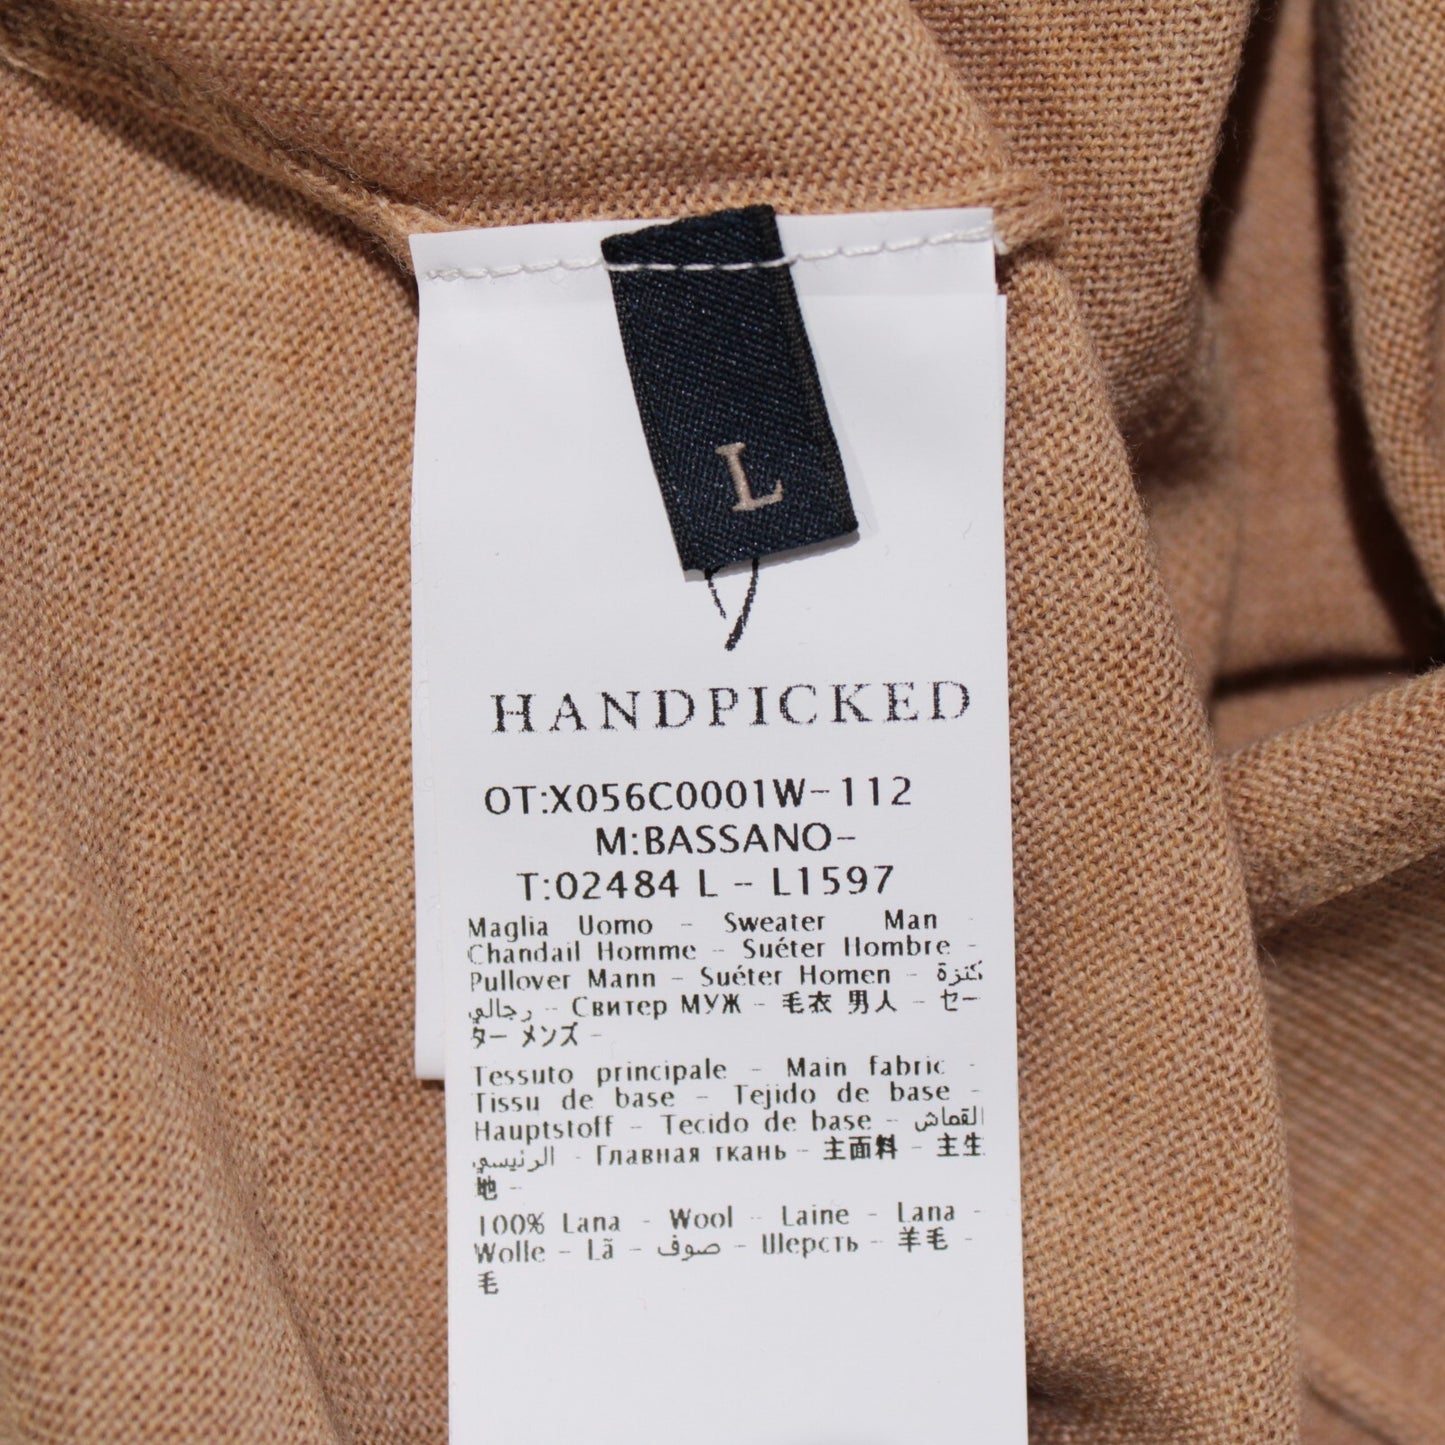 L
HANDPICKED
OT:X056C0001W-112
M:BASSANO-
T:02484 L - L1597
Maglia Uomo - Sweater Man -
Chandail Homme - Suéter Hombre -
Pullover Mann - Suéter Homen - كنزة
رجالي - Свитер МУЖ - 毛衣 男人 - セー
ター メンズ -
Tessuto principale - Main fabric -
Tissu de base - Tejido de base -
Hauptstoff - Tecido de base - القماش
الرئيسي - Главная ткань - 主面料 - 主生
地 -
100% Lana - Wool - Laine - Lana -
Wolle - Lã - صوف - Шерсть - 羊毛 -
毛